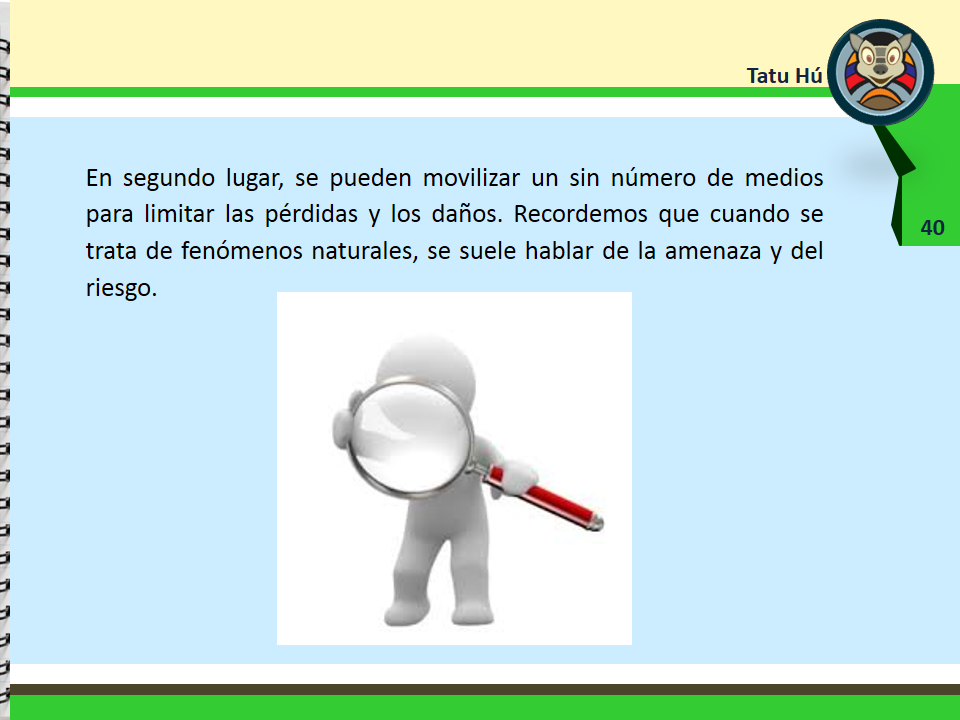 Tatu Hú
En segundo lugar, se pueden movilizar un sin número de medios
para limitar las pérdidas y los daños. Recordemos que cuando se
trata de fenómenos naturales, se suele hablar de la amenaza y del
riesgo.
40